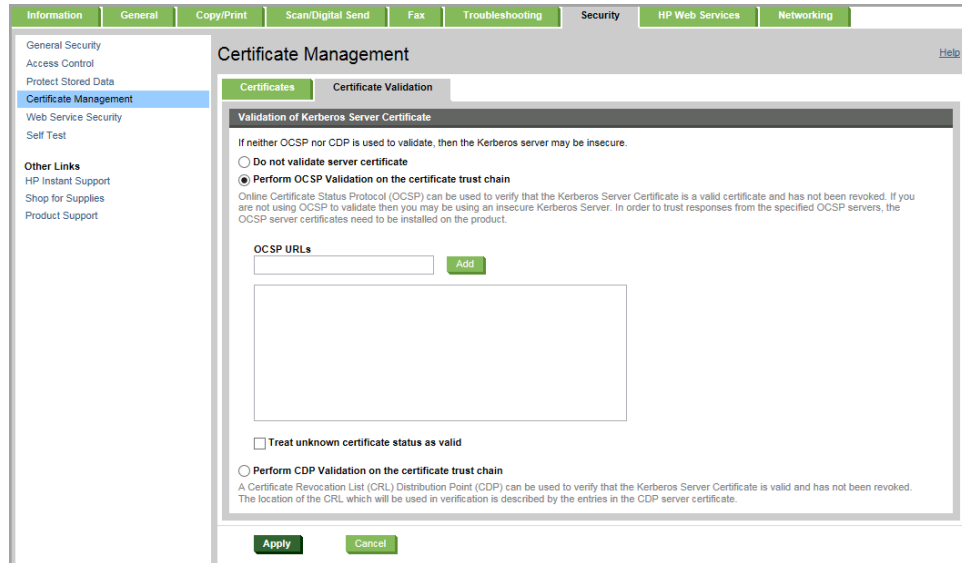 Information General Copy/Print Scan/Digital Send Fax Troubleshooting Security HP Web Services Networking
General Security
Access Control
Protect Stored Data
Certificate Management
Web Service Security
Self Test
Other Links
HP Instant Support
Shop for Supplies
Product Support
Certificate Management
Help
Certificates Certificate Validation
Validation of Kerberos Server Certificate
If neither OCSP nor CDP is used to validate, then the Kerberos server may be insecure.
Do not validate server certificate
Perform OCSP Validation on the certificate trust chain
Online Certificate Status Protocol (OCSP) can be used to verify that the Kerberos Server Certificate is a valid certificate and has not been revoked. If you
are not using OCSP to validate then you may be using an insecure Kerberos Server. In order to trust responses from the specified OCSP servers, the
OCSP server certificates need to be installed on the product.
OCSP URLs
Add
Treat unknown certificate status as valid
Perform CDP Validation on the certificate trust chain
A Certificate Revocation List (CRL) Distribution Point (CDP) can be used to verify that the Kerberos Server Certificate is valid and has not been revoked.
The location of the CRL which will be used in verification is described by the entries in the CDP server certificate.
Apply Cancel